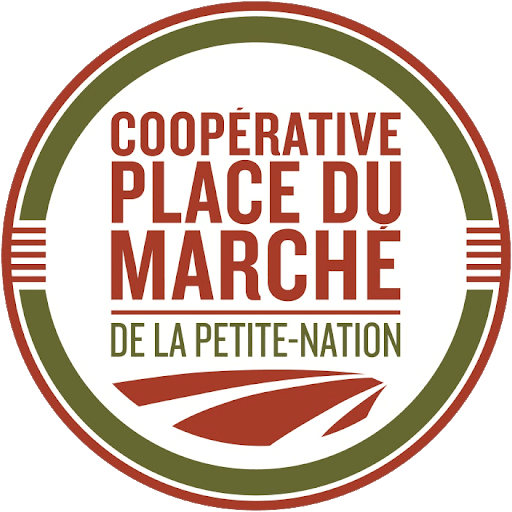 COOPÉRATIVE
PLACE DU
MARCHÉ
DE LA PETITE-NATION